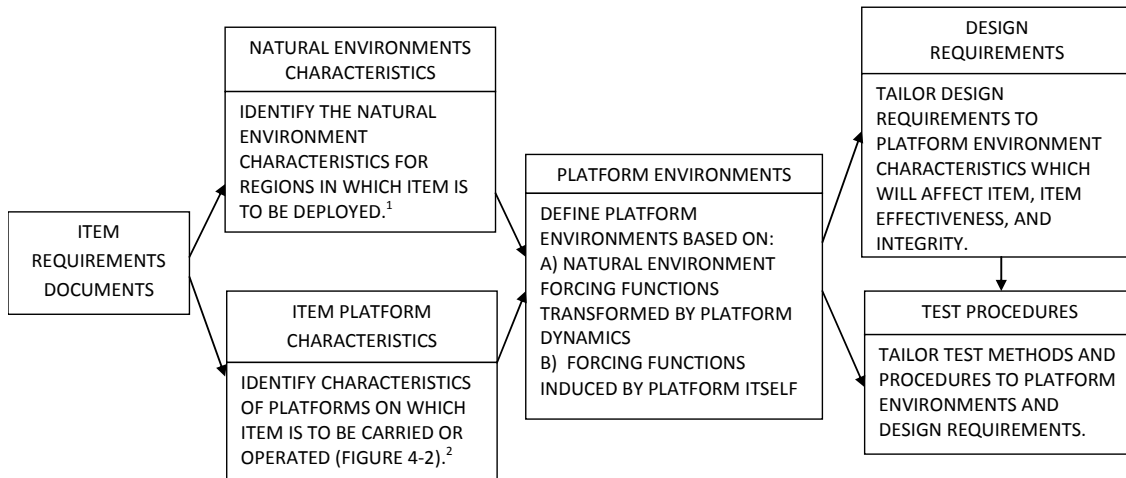 ITEM
REQUIREMENTS
DOCUMENTS
NATURAL ENVIRONMENTS
CHARACTERISTICS
IDENTIFY THE NATURAL
ENVIRONMENT
CHARACTERISTICS FOR
REGIONS IN WHICH ITEM IS
TO BE DEPLOYED.¹
ITEM PLATFORM
CHARACTERISTICS
IDENTIFY CHARACTERISTICS
OF PLATFORMS ON WHICH
ITEM IS TO BE CARRIED OR
OPERATED (FIGURE 4-2).²
PLATFORM ENVIRONMENTS
DEFINE PLATFORM
ENVIRONMENTS BASED ON:
A) NATURAL ENVIRONMENT
FORCING FUNCTIONS
TRANSFORMED BY PLATFORM
DYNAMICS
B) FORCING FUNCTIONS
INDUCED BY PLATFORM ITSELF
DESIGN
REQUIREMENTS
TAILOR DESIGN
REQUIREMENTS TO
PLATFORM ENVIRONMENT
CHARACTERISTICS WHICH
WILL AFFECT ITEM, ITEM
EFFECTIVENESS, AND
INTEGRITY.
TEST PROCEDURES
TAILOR TEST METHODS AND
PROCEDURES TO PLATFORM
ENVIRONMENTS AND
DESIGN REQUIREMENTS.